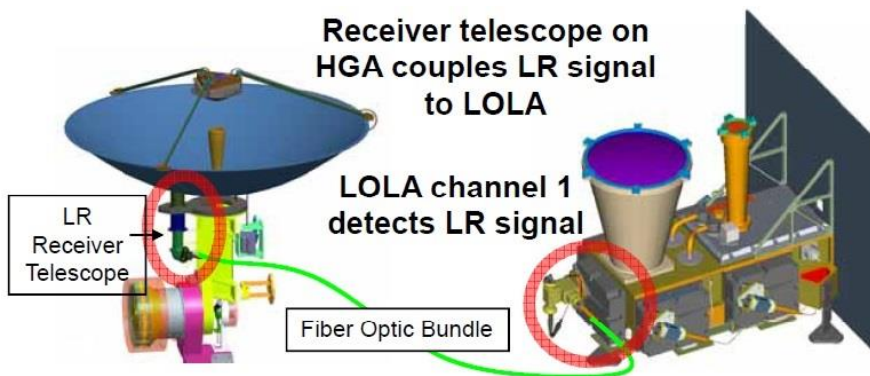 Receiver telescope on
HGA couples LR signal
to LOLA
LOLA channel 1
detects LR signal
LR
Receiver
Telescope
Fiber Optic Bundle